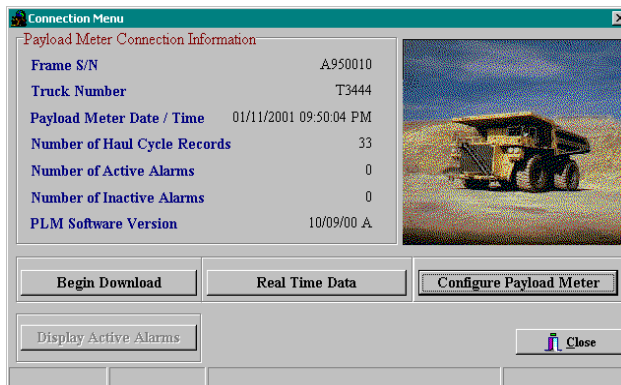 Connection Menu
Payload Meter Connection Information
Frame S/N A950010
Truck Number T3444
Payload Meter Date / Time 01/11/2001 09:50:04 PM
Number of Haul Cycle Records 33
Number of Active Alarms 0
Number of Inactive Alarms 0
PLM Software Version 10/09/00 A
Begin Download Real Time Data Configure Payload Meter
Display Active Alarms Close